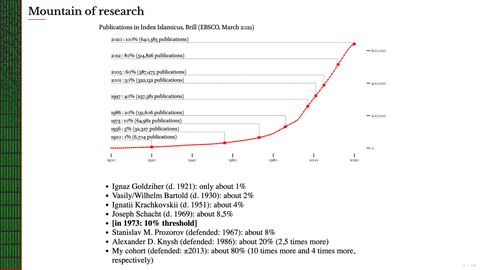 Mountain of research
Publications in Index Islamicus, Brill (EBSCO, March 2021)
2020 : 100% (640,383 publications)
2012 : 80% (514,826 publications)
2005 : 60% (387,475 publications)
2001 : 50% (322,132 publications)
1997 : 40% (257,381 publications)
1986 : 20% (131,606 publications)
1973 : 10% (64,982 publications)
1956 : 5% (32,327 publications)
1920 : 1% (6,704 publications)
600,000
400,000
200,000
0
1900 1920 1940 1960 1980 2000 2020
• Ignaz Goldziher (d. 1921): only about 1%
• Vasily/Wilhelm Bartold (d. 1930): about 2%
• Ignatii Krachkovskii (d. 1951): about 4%
• Joseph Schacht (d. 1969): about 8,5%
• [in 1973: 10% threshold]
• Stanislav M. Prozorov (defended: 1967): about 8%
• Alexander D. Knysh (defended: 1986): about 20% (2,5 times more)
• My cohort (defended: ±2013): about 80% (10 times more and 4 times more,
respectively)